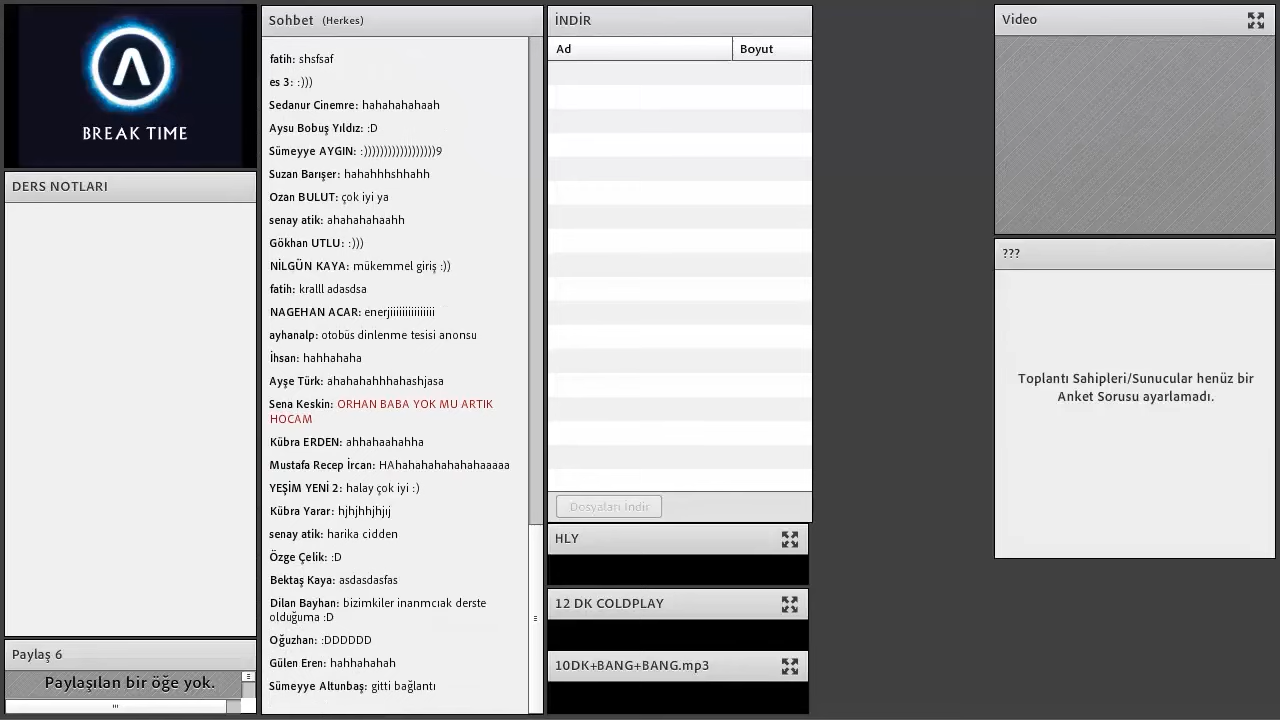 BREAK TIME
DERS NOTLARI
Paylaş 6
Paylaşılan bir öğe yok.
Sohbet (Herkes)
fatih: shsfsaf
es 3: :)))
Sedanur Cinemre: hahahahahaah
Aysu Bobuş Yıldız: :D
Sümeyye AYGIN: :))))))))))))))))))9
Suzan Barışer: hahahhhshhahh
Ozan BULUT: çok iyi ya
senay atik: ahahahahaahh
Gökhan UTLU: :)))
NİLGÜN KAYA: mükemmel giriş :))
fatih: kralll adasdsa
NAGEHAN ACAR: enerjiiiiiiiiiiiiiii
ayhanalp: otobüs dinlenme tesisi anonsu
İhsan: hahhahaha
Ayşe Türk: ahahahahhhahashjasa
Sena Keskin: ORHAN BABA YOK MU ARTIK
HOCAM
Kübra ERDEN: ahhahaahahha
Mustafa Recep İrcan: HAhahahahahahahaaaaa
YEŞİM YENİ 2: halay çok iyi :)
Kübra Yarar: hjhjhhjhjıj
senay atik: harika cidden
Özge Çelik: :D
Bektaş Kaya: asdasdasfas
Dilan Bayhan: bizimkiler inanmcıak derste
olduğuma :D
Oğuzhan: :DDDDDD
Gülen Eren: hahhahahah
Sümeyye Altunbaş: gitti bağlantı
İNDİR
Ad Boyut
Dosyaları İndir
HLY
12 DK COLDPLAY
10DK+BANG+BANG.mp3
Video
???
Toplantı Sahipleri/Sunucular henüz bir
Anket Sorusu ayarlamadı.